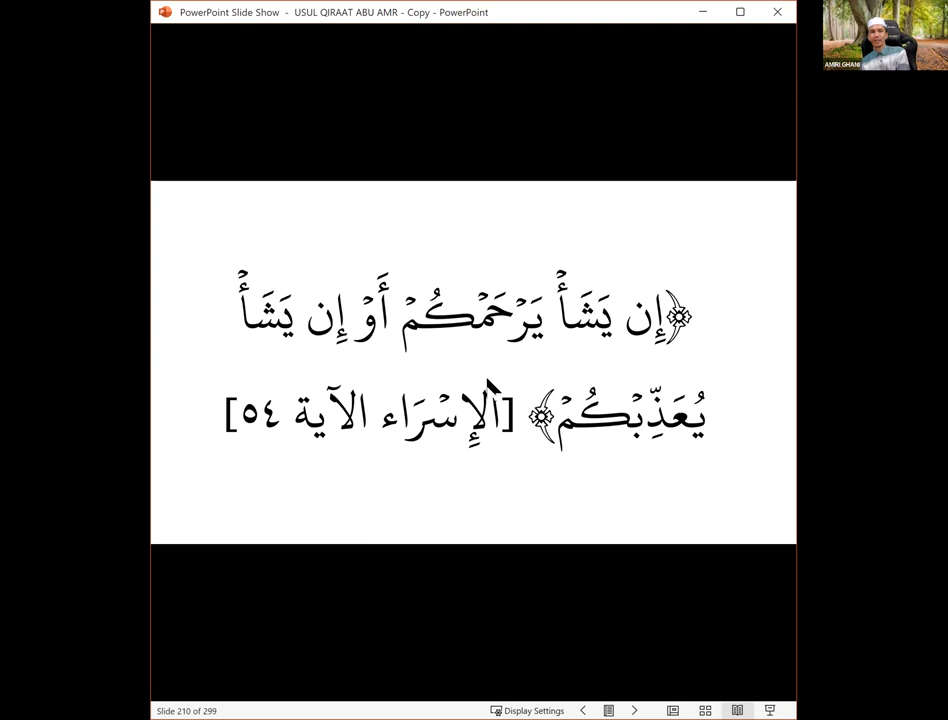 PowerPoint Slide Show - USUL QIRAAT ABU AMR - Copy - PowerPoint
AMIRI GHANI
﴿إِن يَشَأۡ يَرۡحَمۡكُمۡ أَوۡ إِن يَشَأۡ
يُعَذِّبۡكُمۡ﴾ [الإِسۡرَاء الآية ٥٤]
Slide 210 of 299
Display Settings